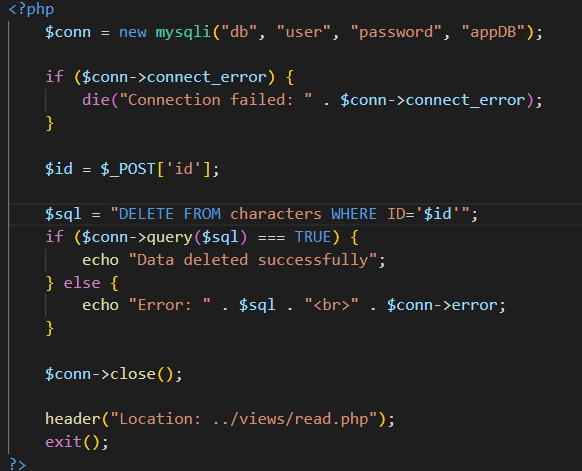 <?php
$conn = new mysqli("db", "user", "password", "appDB");
if ($conn->connect_error) {
die("Connection failed: " . $conn->connect_error);
}
$id = $_POST['id'];
$sql = "DELETE FROM characters WHERE ID='$id'";
if ($conn->query($sql) === TRUE) {
echo "Data deleted successfully";
} else {
echo "Error: " . $sql . "<br>" . $conn->error;
}
$conn->close();
header("Location: ../views/read.php");
exit();
?>